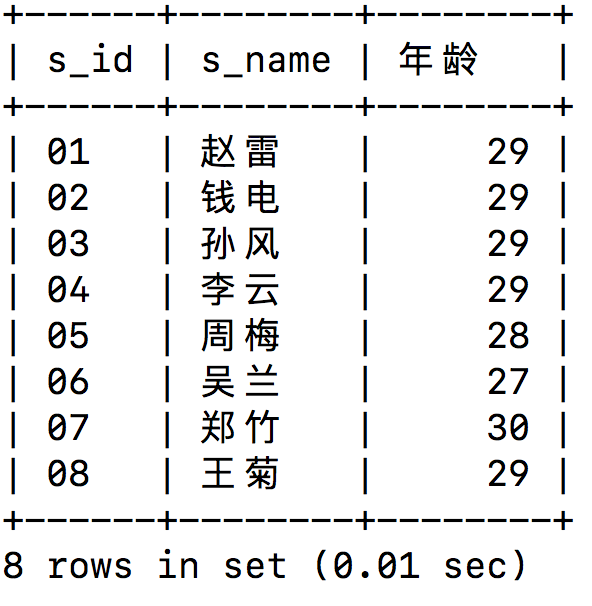 +------+--------+--------+
| s_id | s_name | 年龄   |
+------+--------+--------+
| 01   | 赵雷   |     29 |
| 02   | 钱电   |     29 |
| 03   | 孙风   |     29 |
| 04   | 李云   |     29 |
| 05   | 周梅   |     28 |
| 06   | 吴兰   |     27 |
| 07   | 郑竹   |     30 |
| 08   | 王菊   |     29 |
+------+--------+--------+
8 rows in set (0.01 sec)